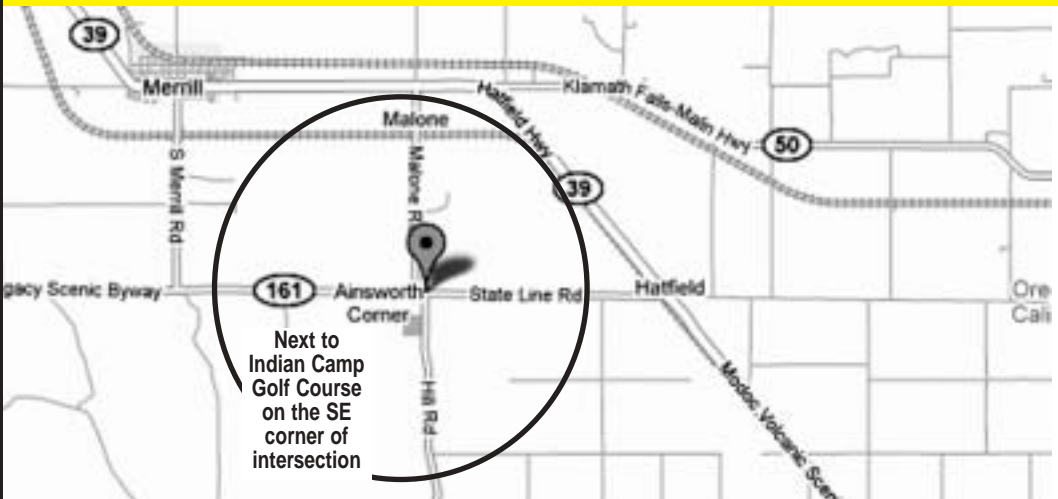 39
Merrill
Klamath Falls-Malin Hwy
50
Malone
Hatfield Hwy
S Merrill Rd
Malone R
39
gacy Scenic Byway
161
Ainsworth
Corner
State Line Rd
Hatfield
Ore
Cali
Next to
Indian Camp
Golf Course
on the SE
corner of
intersection
Hill Rd
Modoc Volcanic Scen